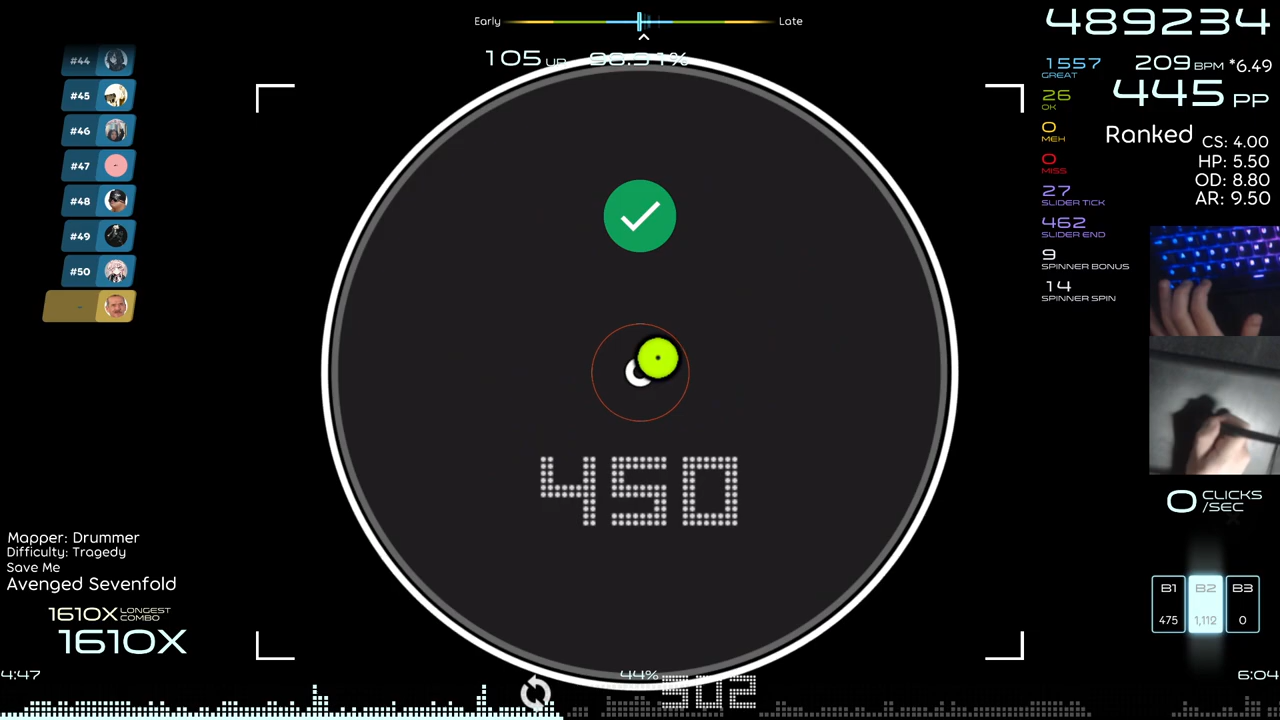 Early
Late
489234
105 UR 98.91%
#44
#45
#46
#47
#48
#49
#50
-
1557
GREAT
26
OK
0
MEH
0
MISS
27
SLIDER TICK
462
SLIDER END
9
SPINNER BONUS
14
SPINNER SPIN
209 BPM *6.49
445 PP
Ranked
CS: 4.00
HP: 5.50
OD: 8.80
AR: 9.50
450
0 CLICKS
/SEC
B1 B2 B3
475 1,112 0
Mapper: Drummer
Difficulty: Tragedy
Save Me
Avenged Sevenfold
1610X LONGEST
COMBO
1610X
4:47
44%
302
6:04